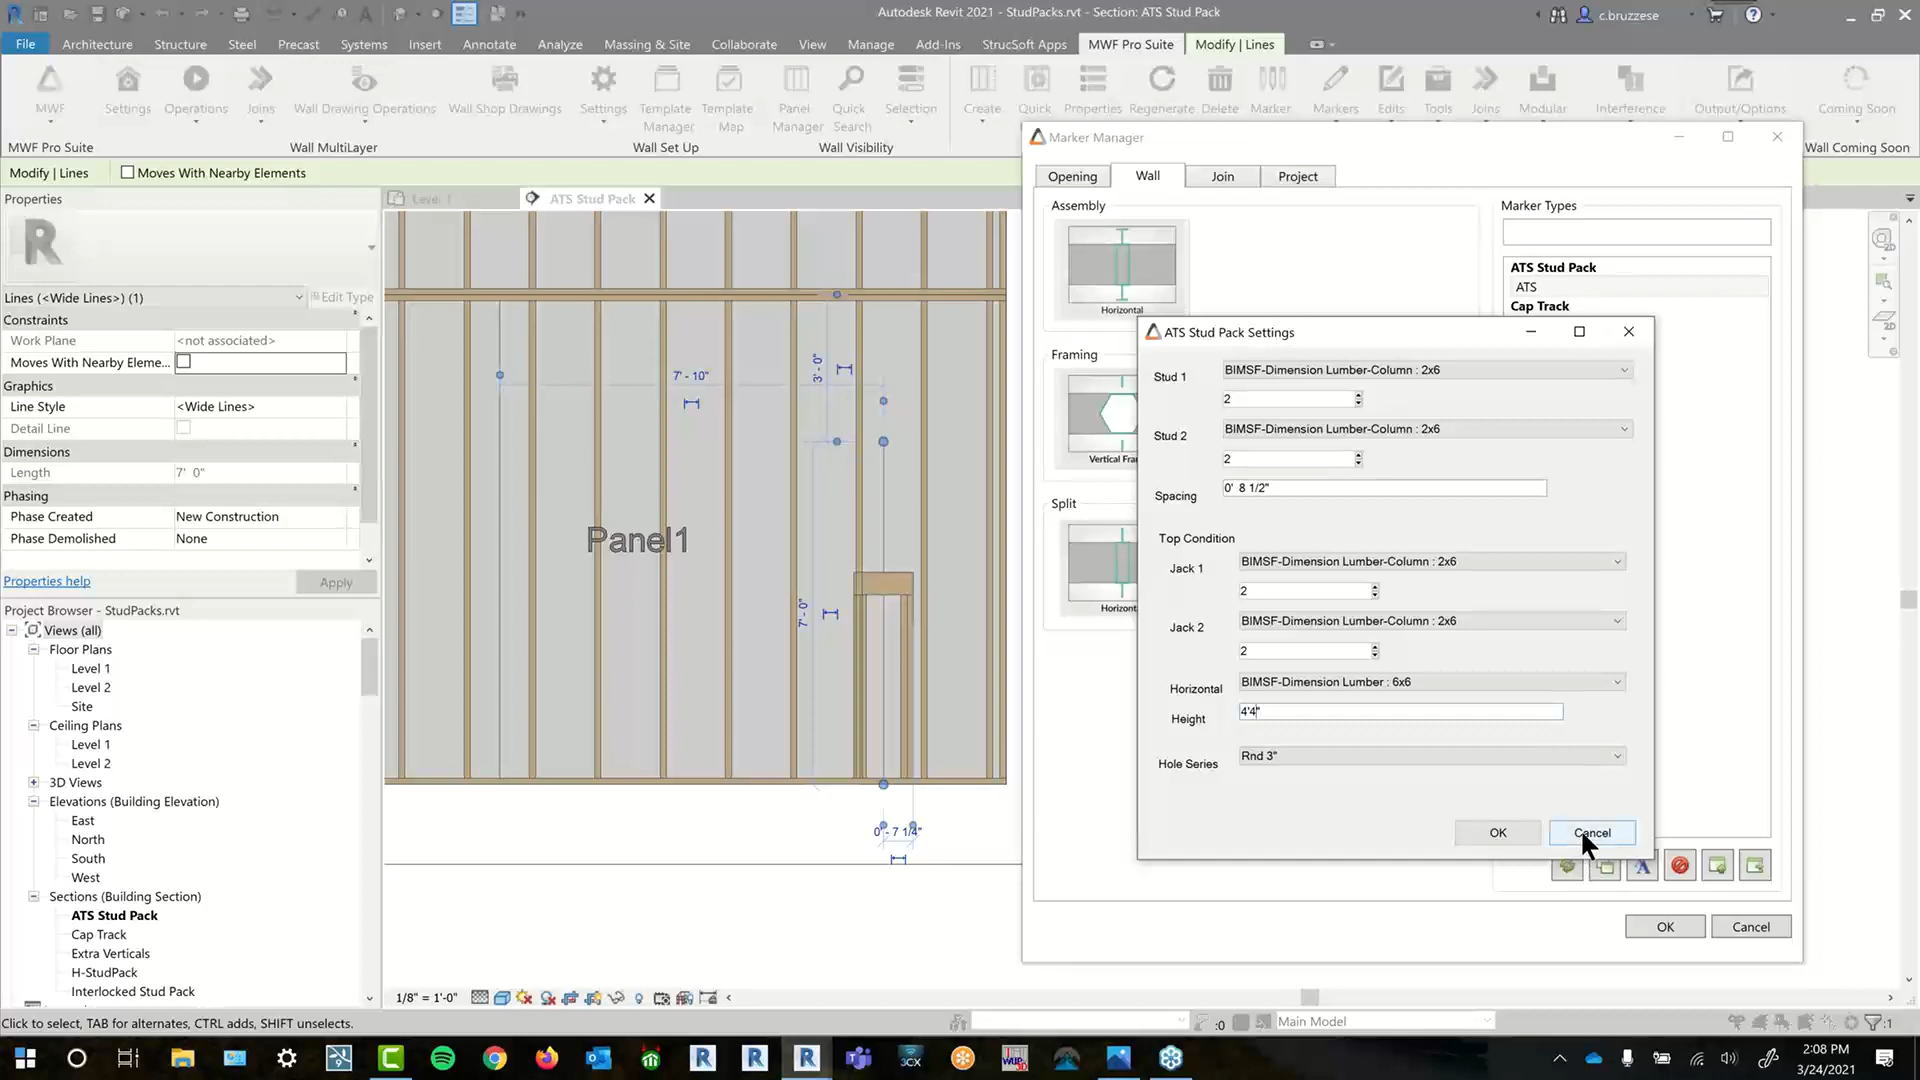 Autodesk Revit 2021 - StudPacks.rvt - Section: ATS Stud Pack
c.bruzzese
File
Architecture
Structure
Steel
Precast
Systems
Insert
Annotate
Analyze
Massing & Site
Collaborate
View
Manage
Add-Ins
StrucSoft Apps
MWF Pro Suite
Modify | Lines
MWF
Settings
Operations
Joins
Wall Drawing Operations
Wall Shop Drawings
Settings
Template
Manager
Template
Map
Panel
Manager
Quick
Search
Selection
Create
Quick
Properties
Regenerate
Delete
Marker
Markers
Edits
Tools
Joins
Modular
Interference
Output/Options
Coming Soon
MWF Pro Suite
Wall MultiLayer
Wall Set Up
Wall Visibility
Wall Coming Soon
Modify | Lines
Moves With Nearby Elements
Properties
Level 1
ATS Stud Pack
R
Lines (<Wide Lines>) (1)
Edit Type
Constraints
Work Plane
<not associated>
Moves With Nearby Eleme...
Graphics
Line Style
<Wide Lines>
Detail Line
Dimensions
Length
7' 0"
Phasing
Phase Created
New Construction
Phase Demolished
None
Properties help
Apply
Project Browser - StudPacks.rvt
Views (all)
Floor Plans
Level 1
Level 2
Site
Ceiling Plans
Level 1
Level 2
3D Views
Elevations (Building Elevation)
East
North
South
West
Sections (Building Section)
ATS Stud Pack
Cap Track
Extra Verticals
H-StudPack
Interlocked Stud Pack
7' - 10"
3' - 0"
Panel1
7' - 0"
0' - 7 1/4"
Marker Manager
Opening
Wall
Join
Project
Assembly
Horizontal
Framing
Vertical Fra
Split
Horizont
Marker Types
ATS Stud Pack
ATS
Cap Track
ATS Stud Pack Settings
Stud 1
BIMSF-Dimension Lumber-Column : 2x6
2
Stud 2
BIMSF-Dimension Lumber-Column : 2x6
2
Spacing
0' 8 1/2"
Top Condition
Jack 1
BIMSF-Dimension Lumber-Column : 2x6
2
Jack 2
BIMSF-Dimension Lumber-Column : 2x6
2
Horizontal
BIMSF-Dimension Lumber : 6x6
Height
4'4"
Hole Series
Rnd 3"
OK
Cancel
A
OK
Cancel
1/8" = 1'-0"
Click to select, TAB for alternates, CTRL adds, SHIFT unselects.
:0
Main Model
:1
3CX
2:08 PM
3/24/2021